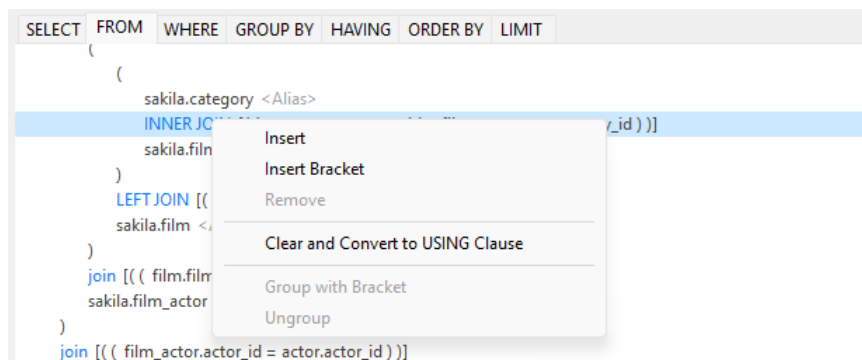 SELECT FROM WHERE GROUP BY HAVING ORDER BY LIMIT
(
(
sakila.category <Alias>
INNER JO y_id ) )]
sakila.film
)
LEFT JOIN [(
sakila.film <
)
join [( ( film.film
sakila.film_actor
)
join [( ( film_actor.actor_id = actor.actor_id ) )]
Insert
Insert Bracket
Remove
Clear and Convert to USING Clause
Group with Bracket
Ungroup